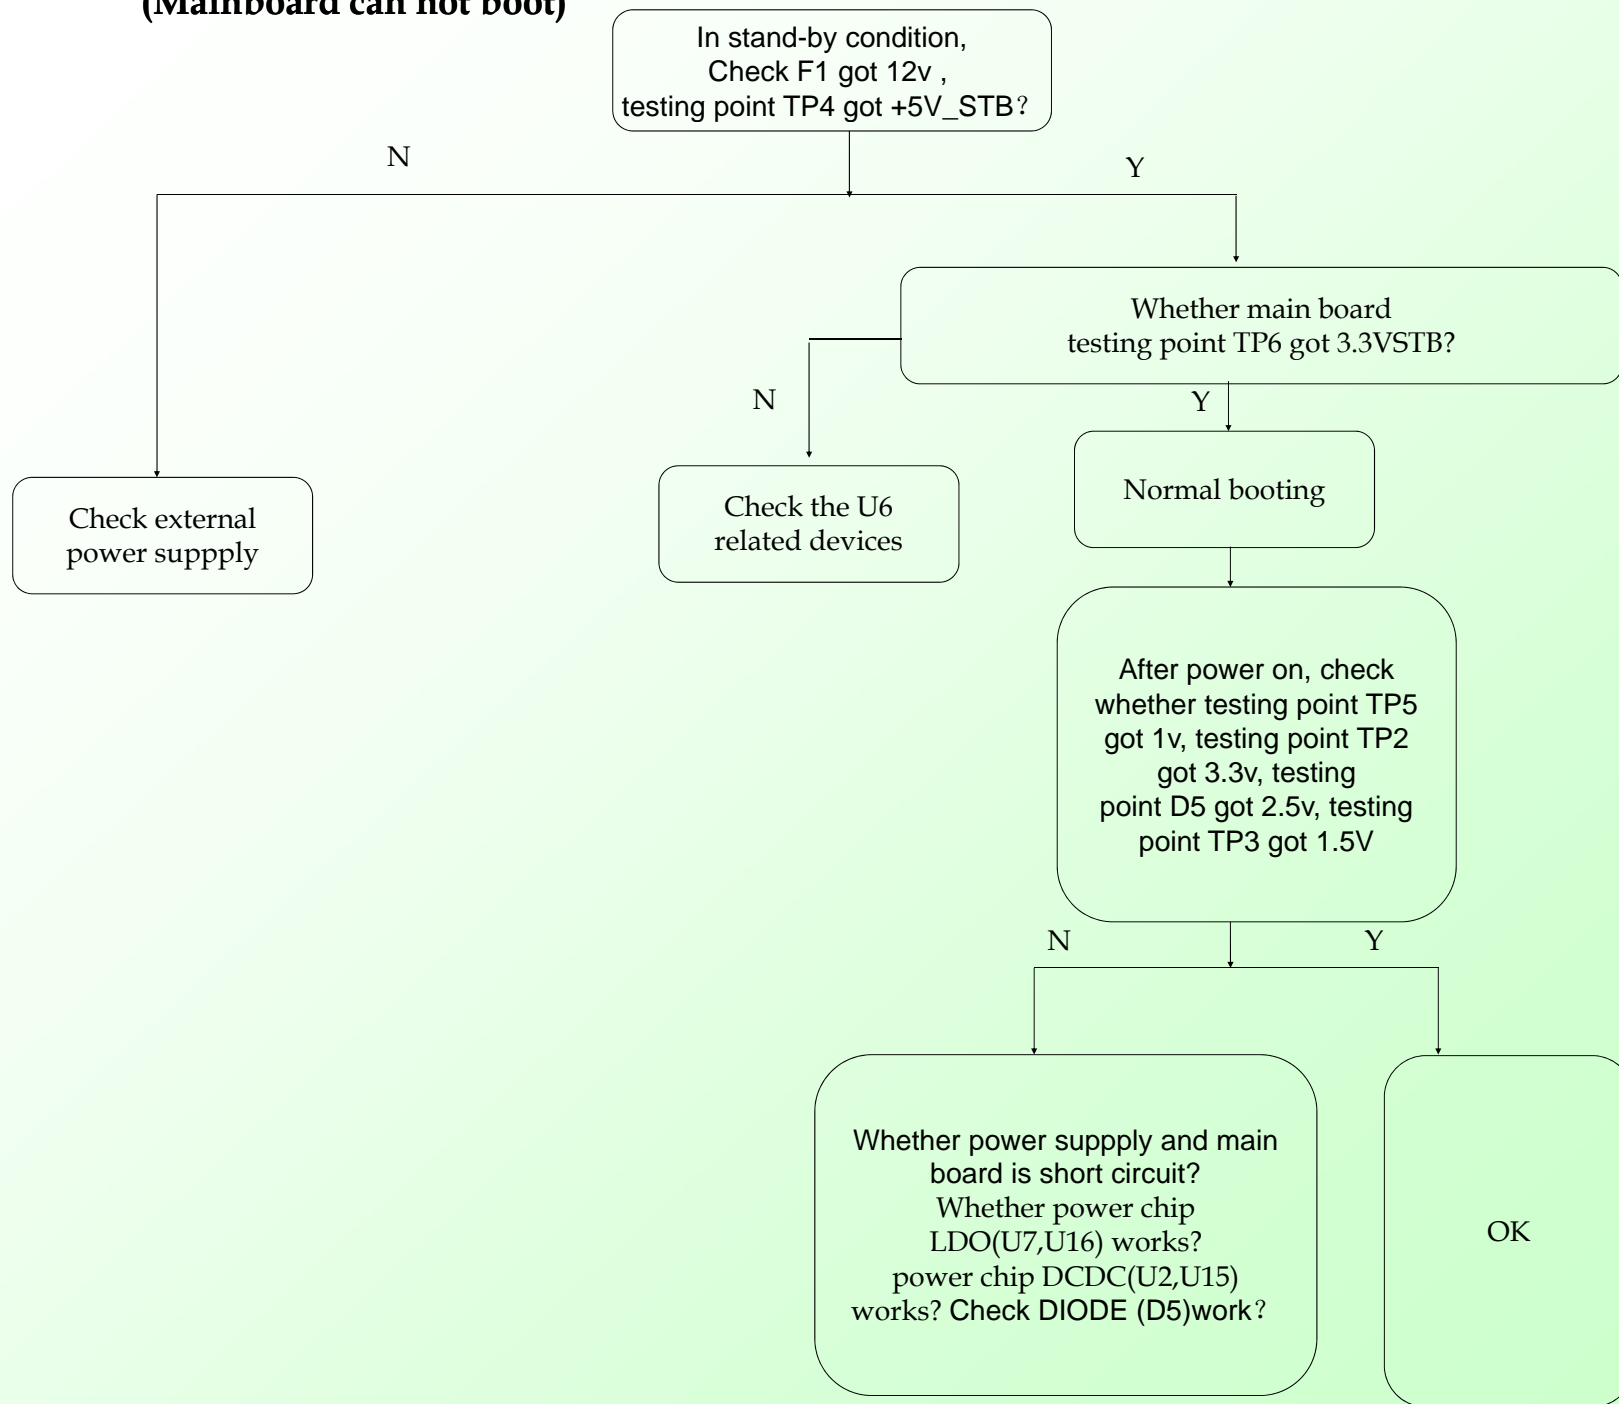 (Mainboard can not boot)
In stand-by condition,
Check F1 got 12v ,
testing point TP4 got +5V_STB？
N
Y
Whether main board
testing point TP6 got 3.3VSTB?
N
Y
Check external
power suppply
Check the U6
related devices
Normal booting
After power on, check
whether testing point TP5
got 1v, testing point TP2
got 3.3v, testing
point D5 got 2.5v, testing
point TP3 got 1.5V
N
Y
Whether power suppply and main
board is short circuit?
Whether power chip
LDO(U7,U16) works?
power chip DCDC(U2,U15)
works? Check DIODE (D5)work？
OK